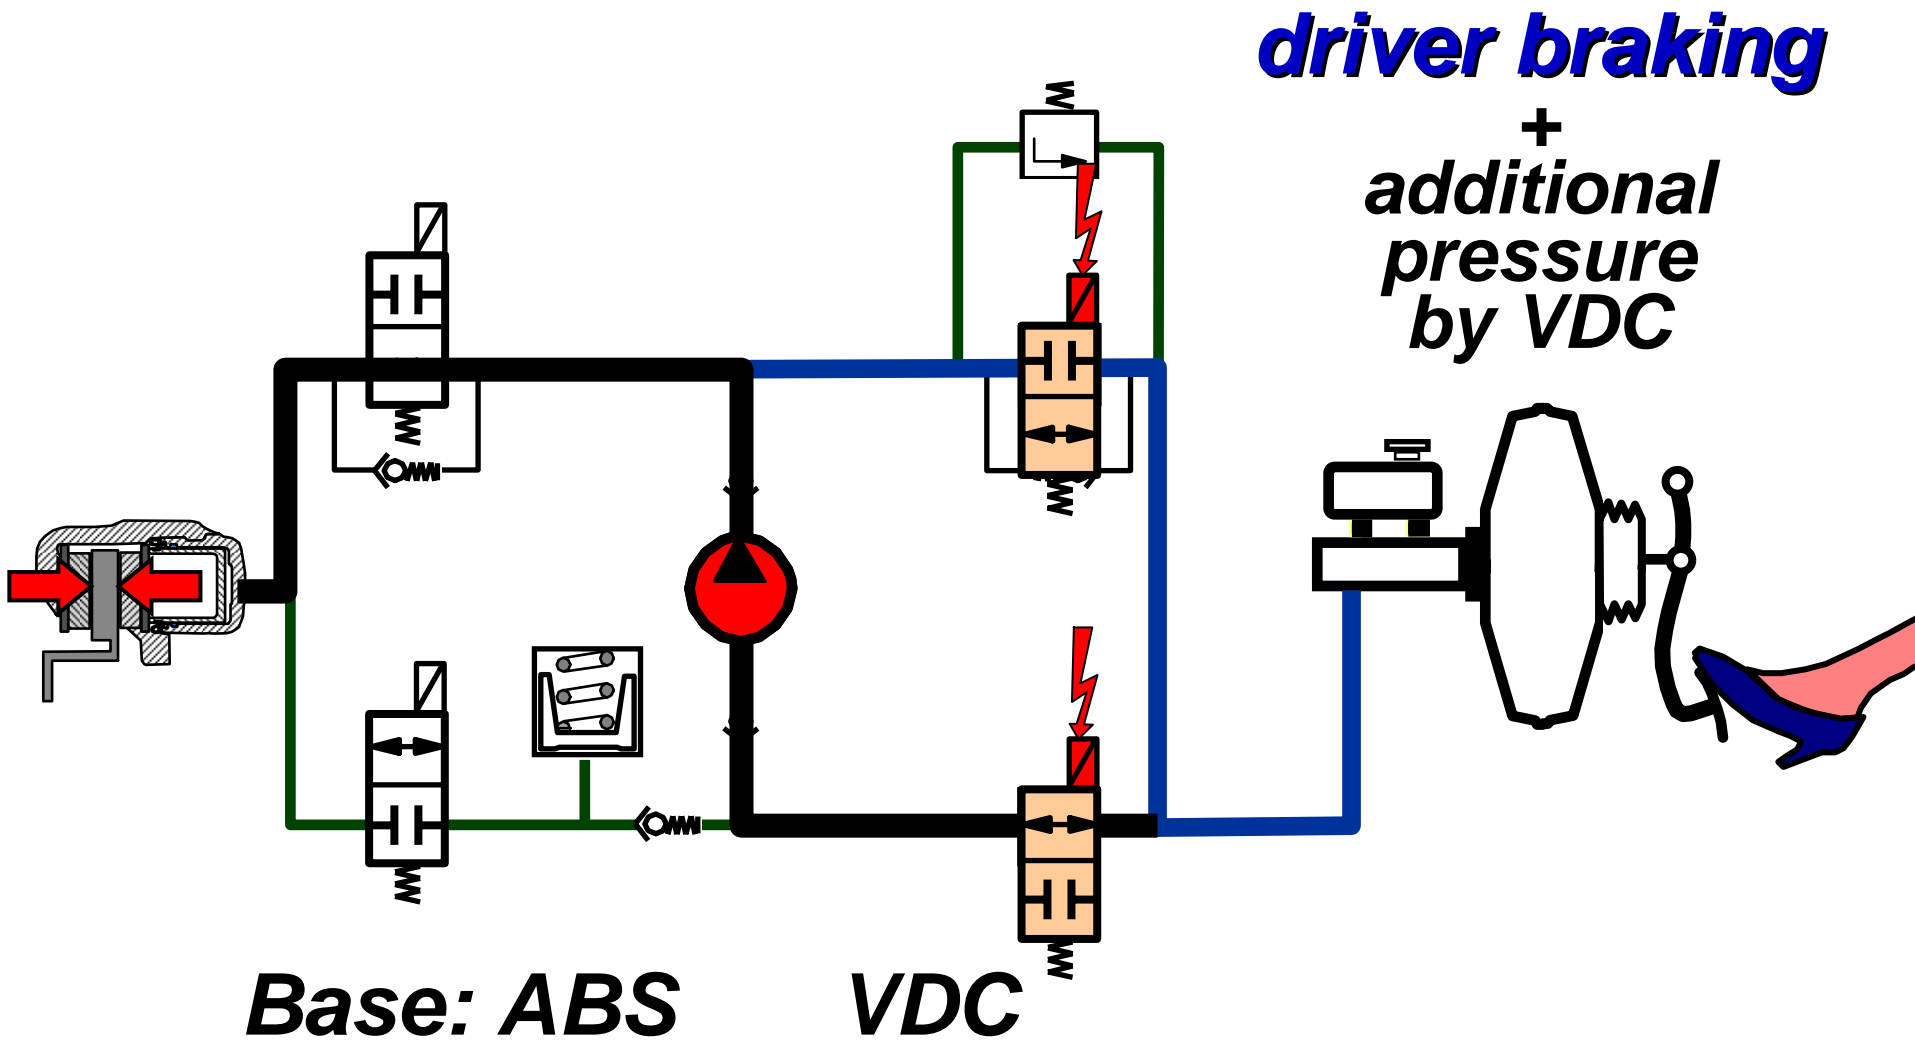 driver braking
+
additional
pressure
by VDC
Base: ABS
VDC